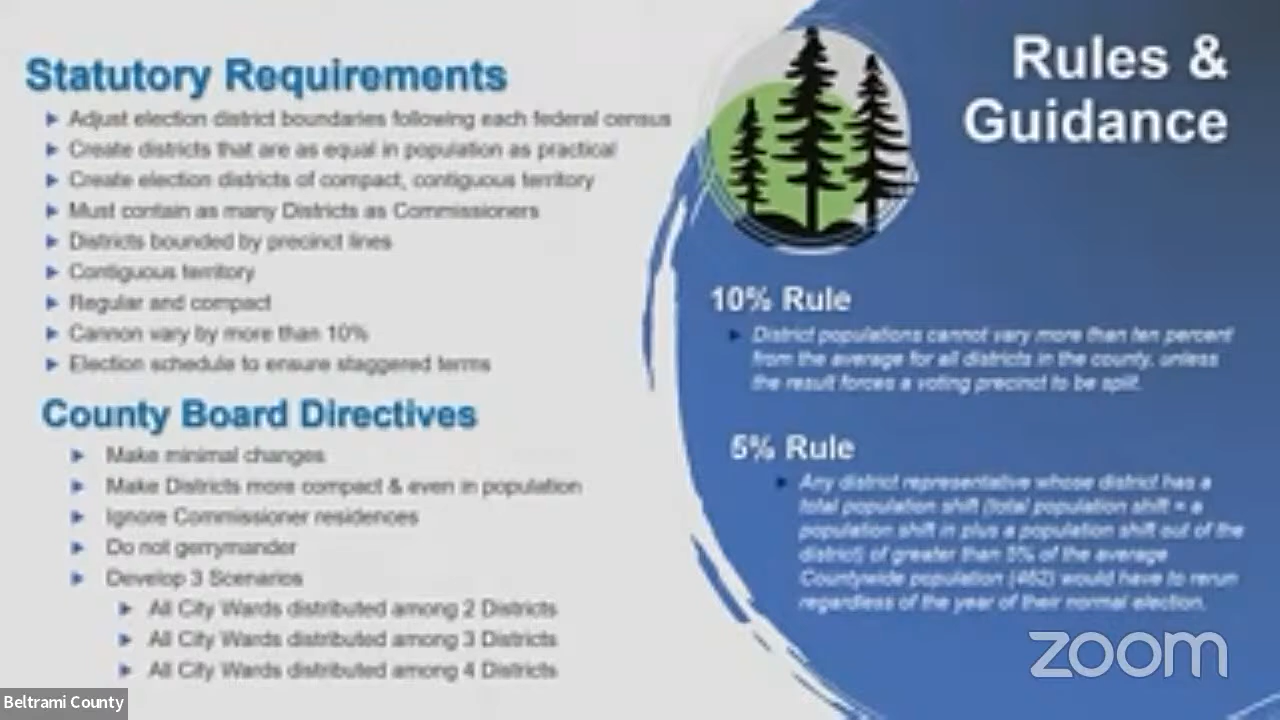 Statutory Requirements
Adjust election district boundaries following each federal census
Create districts that are as equal in population as practical
Create election districts of compact, contiguous territory
Must contain as many Districts as Commissioners
Districts bounded by precinct lines
Contiguous territory
Regular and compact
Cannon vary by more than 10%
Election schedule to ensure staggered terms
County Board Directives
Make minimal changes
Make Districts more compact & even in population
Ignore Commissioner residences
Do not gerrymander
Develop 3 Scenarios
All City Wards distributed among 2 Districts
All City Wards distributed among 3 Districts
All City Wards distributed among 4 Districts
Rules &
Guidance
10% Rule
District populations cannot vary more than ten percent
from the average for all districts in the county, unless
the result forces a voting precinct to be split.
5% Rule
Any district representative whose district has a
total population shift (total population shift = a
population shift in plus a population shift out of the
district) of greater than 5% of the average
Countywide population (462) would have to rerun
regardless of the year of their normal election.
zoom
Beltrami County